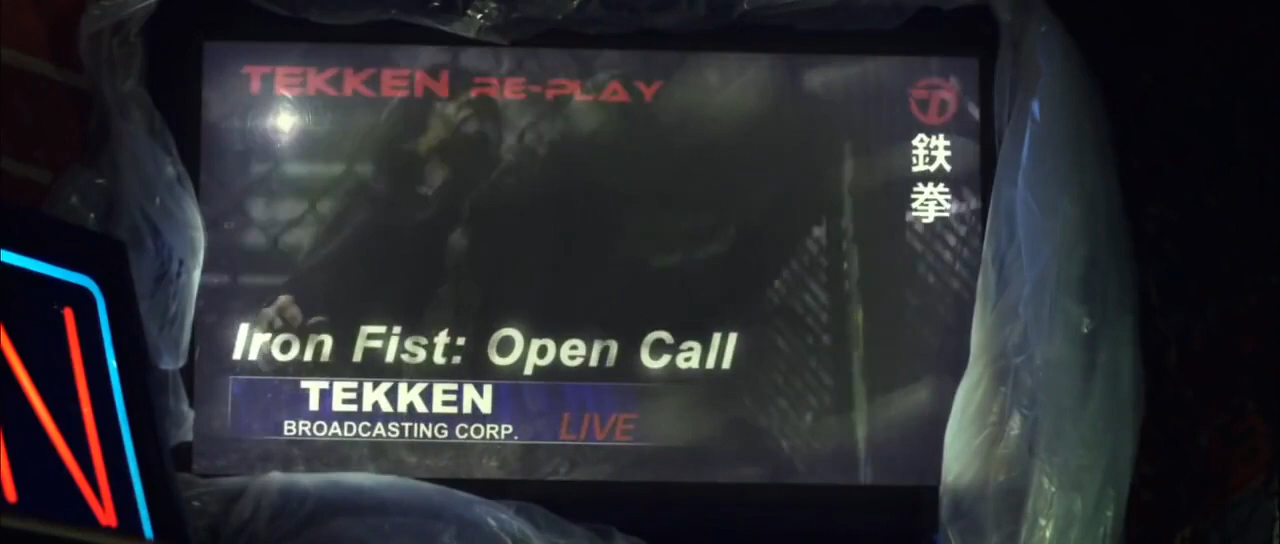 TEKKEN RE-PLAY
鉄
拳
Iron Fist: Open Call
TEKKEN
BROADCASTING CORP. LIVE
N